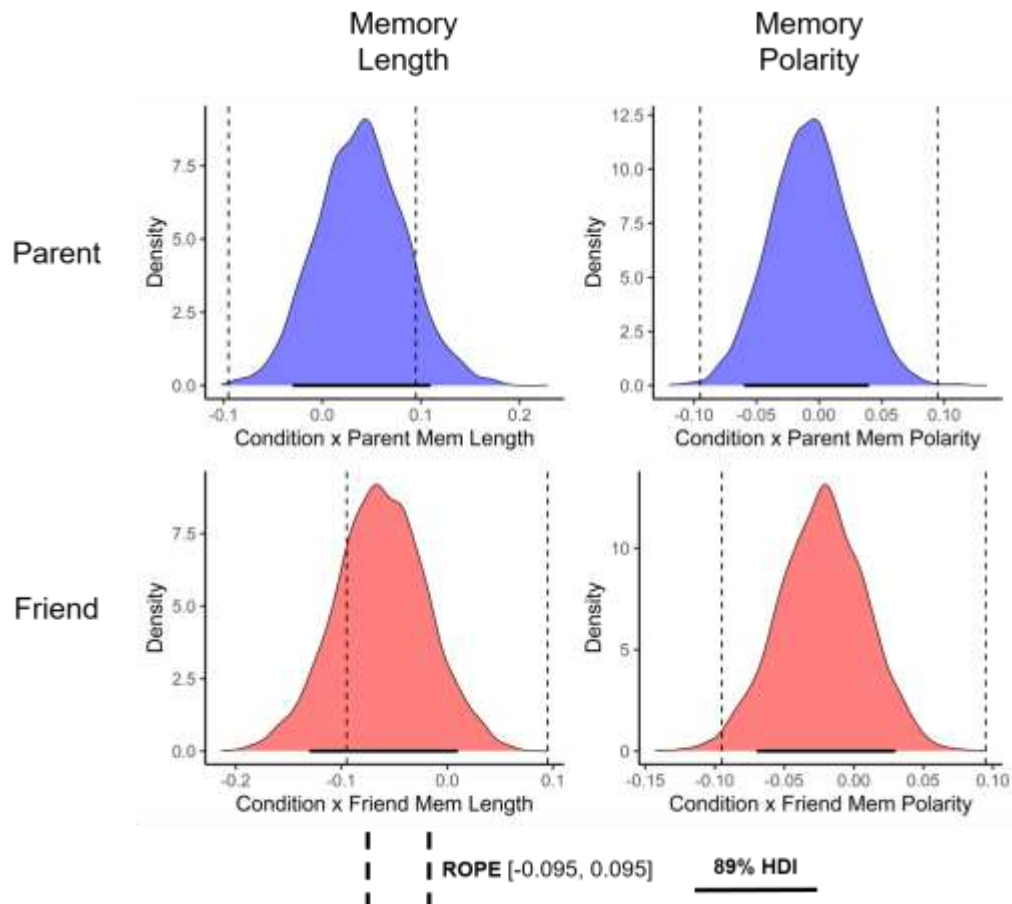 Memory
Length
Memory
Polarity
Parent
Density
7.5
5.0
2.5
0.0
-0.1
0.0
0.1
0.2
Condition x Parent Mem Length
Density
12.5
10.0
7.5
5.0
2.5
0.0
-0.10
-0.05
0.00
0.05
0.10
Condition x Parent Mem Polarity
Friend
Density
7.5
5.0
2.5
0.0
-0.2
-0.1
0.0
0.1
Condition x Friend Mem Length
Density
10
5
0
-0.15
-0.10
-0.05
0.00
0.05
0.10
Condition x Friend Mem Polarity
ROPE [-0.095, 0.095]
89% HDI